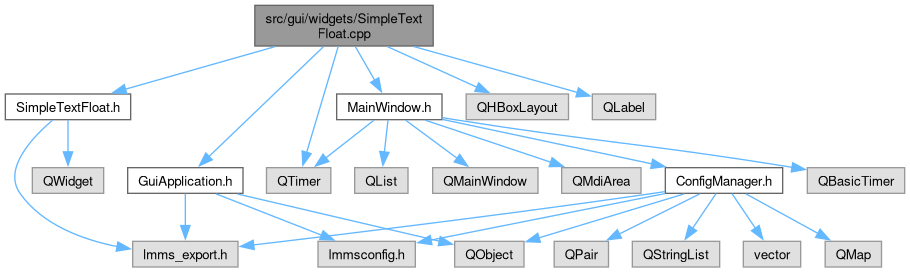 src/gui/widgets/SimpleText
Float.cpp
SimpleTextFloat.h
MainWindow.h
QHBoxLayout
QLabel
QWidget
GuiApplication.h
QTimer
QList
QMainWindow
QMdiArea
ConfigManager.h
QBasicTimer
lmms_export.h
lmmsconfig.h
QObject
QPair
QStringList
vector
QMap